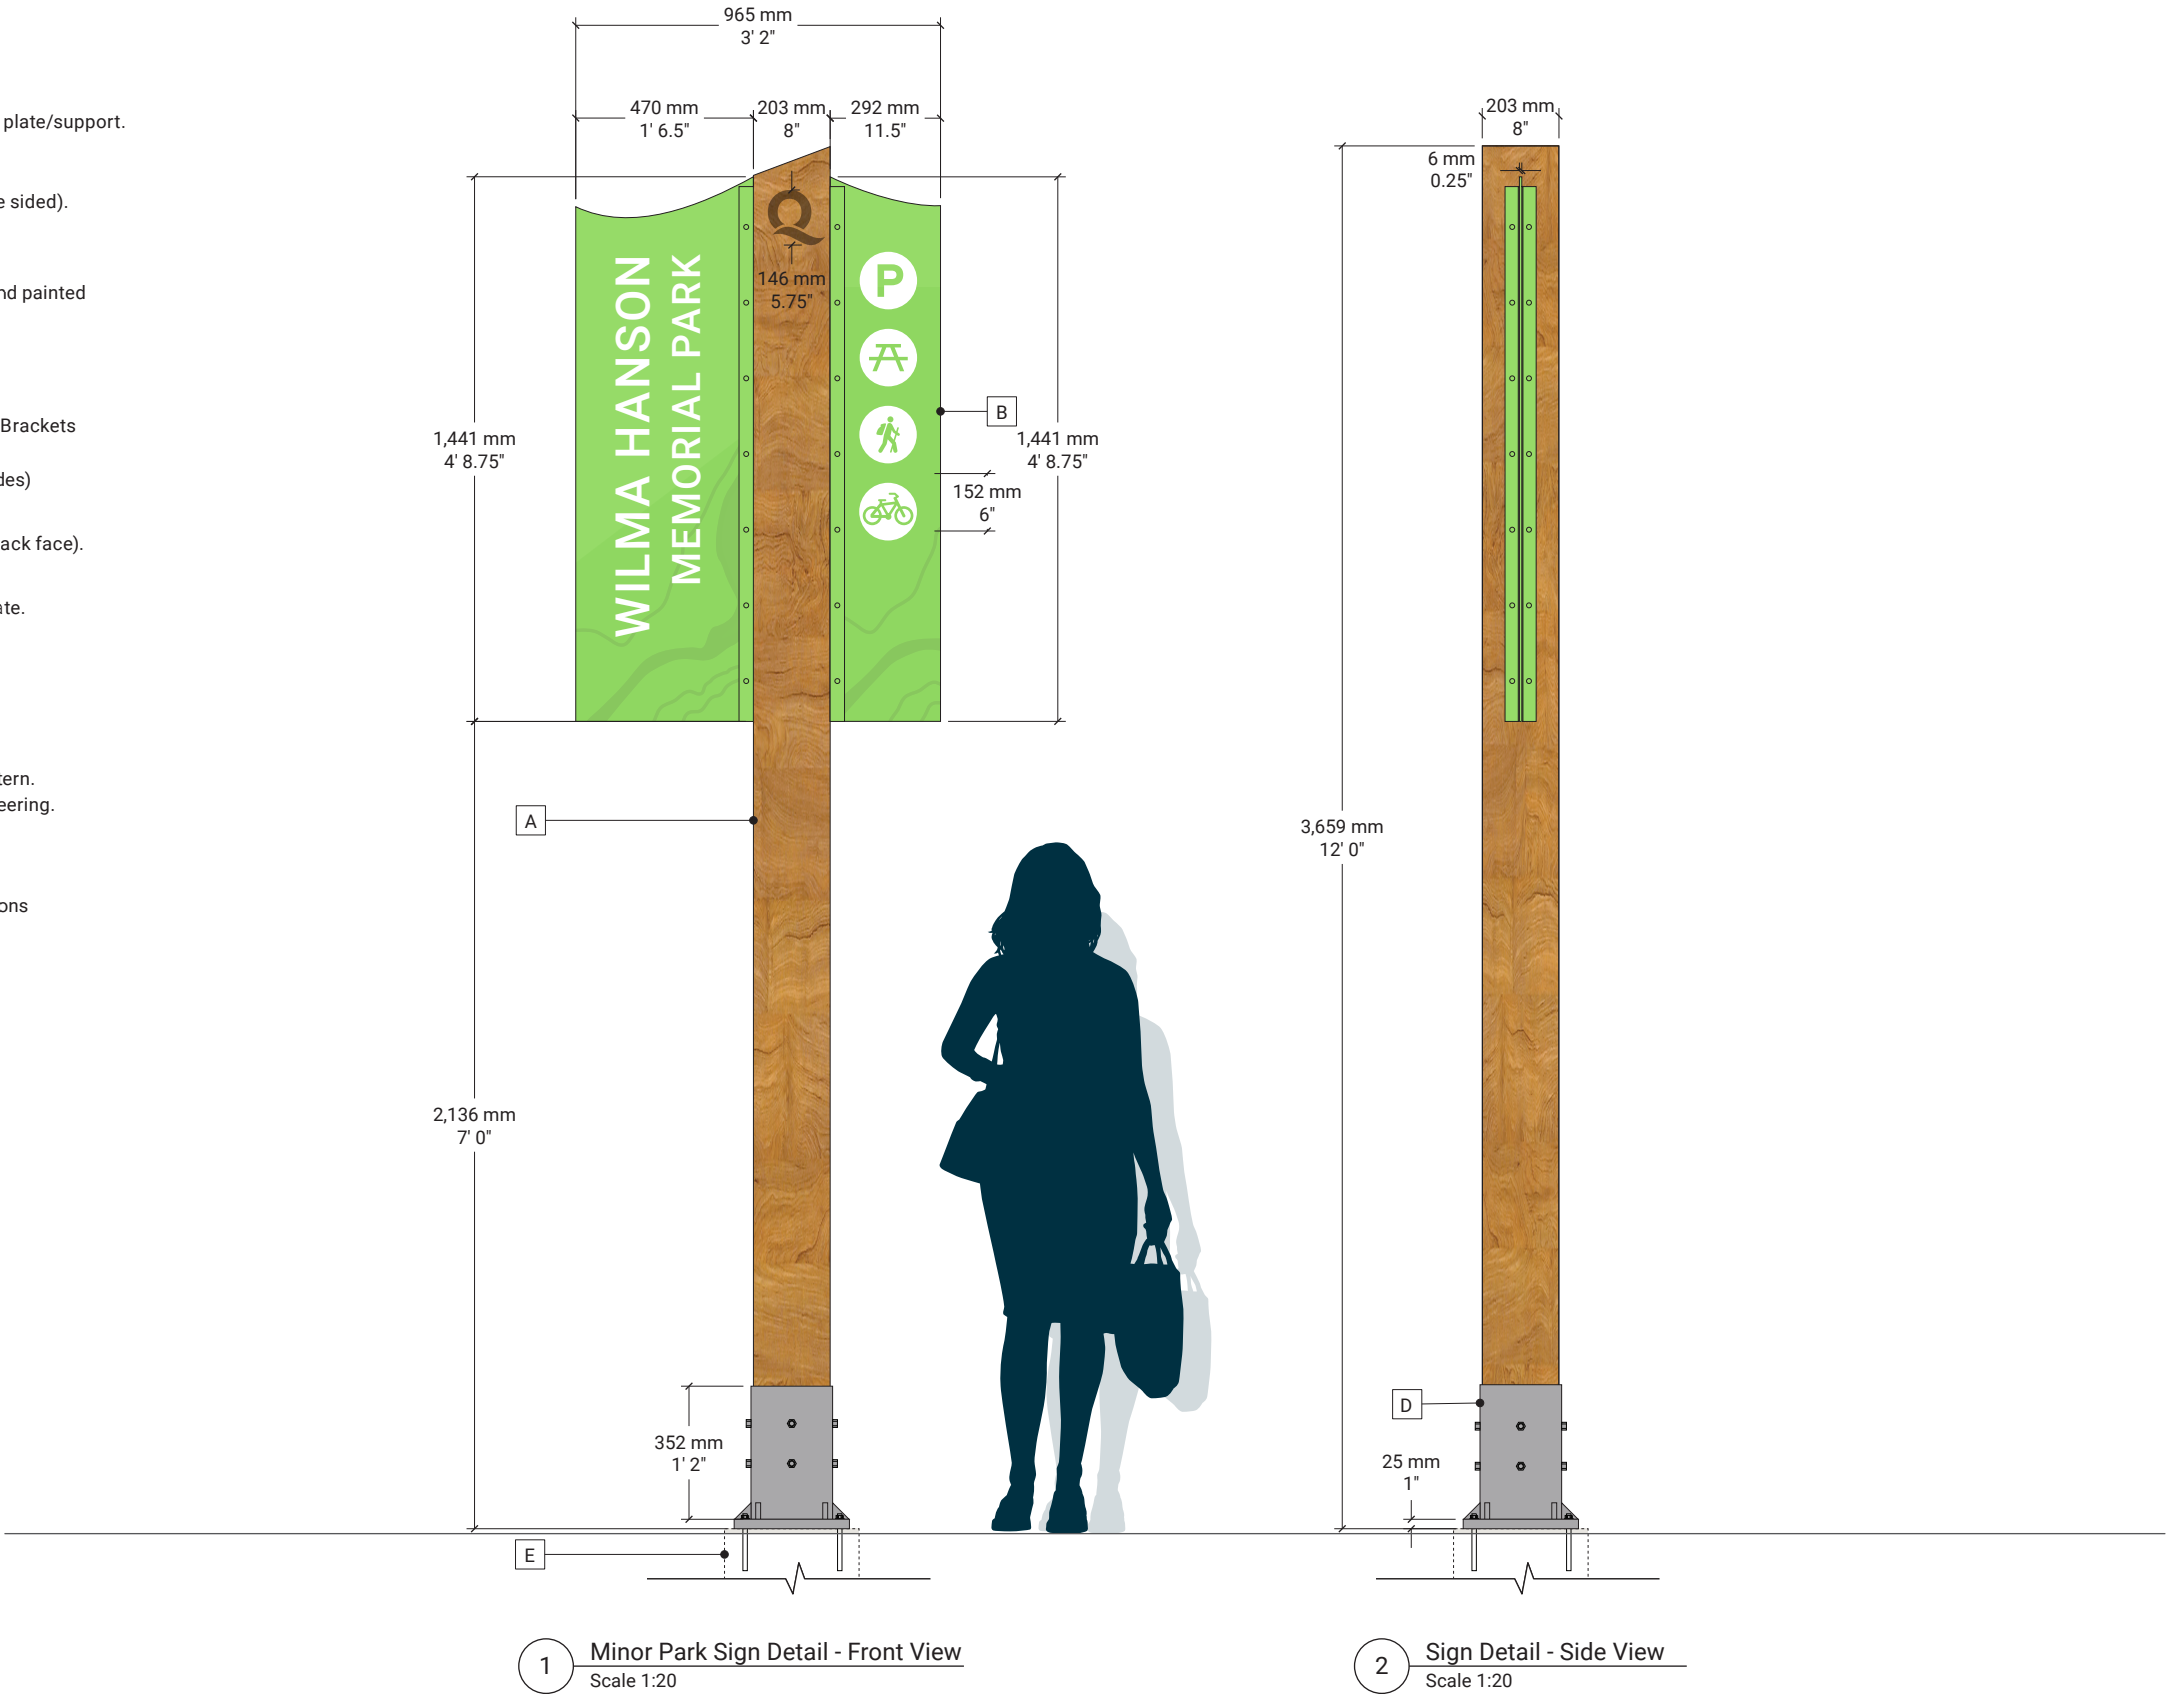 plate/support.
e sided).
nd painted
Brackets
des)
ack face).
ate.
tern.
eering.
ons
965 mm
3' 2"
470 mm
1' 6.5"
203 mm
8"
292 mm
11.5"
Q
146 mm
5.75"
WILMA HANSON
MEMORIAL PARK
P
B
1,441 mm
4' 8.75"
1,441 mm
4' 8.75"
152 mm
6"
A
2,136 mm
7' 0"
352 mm
1' 2"
E
203 mm
8"
6 mm
0.25"
3,659 mm
12' 0"
D
25 mm
1"
1
Minor Park Sign Detail - Front View
Scale 1:20
2
Sign Detail - Side View
Scale 1:20